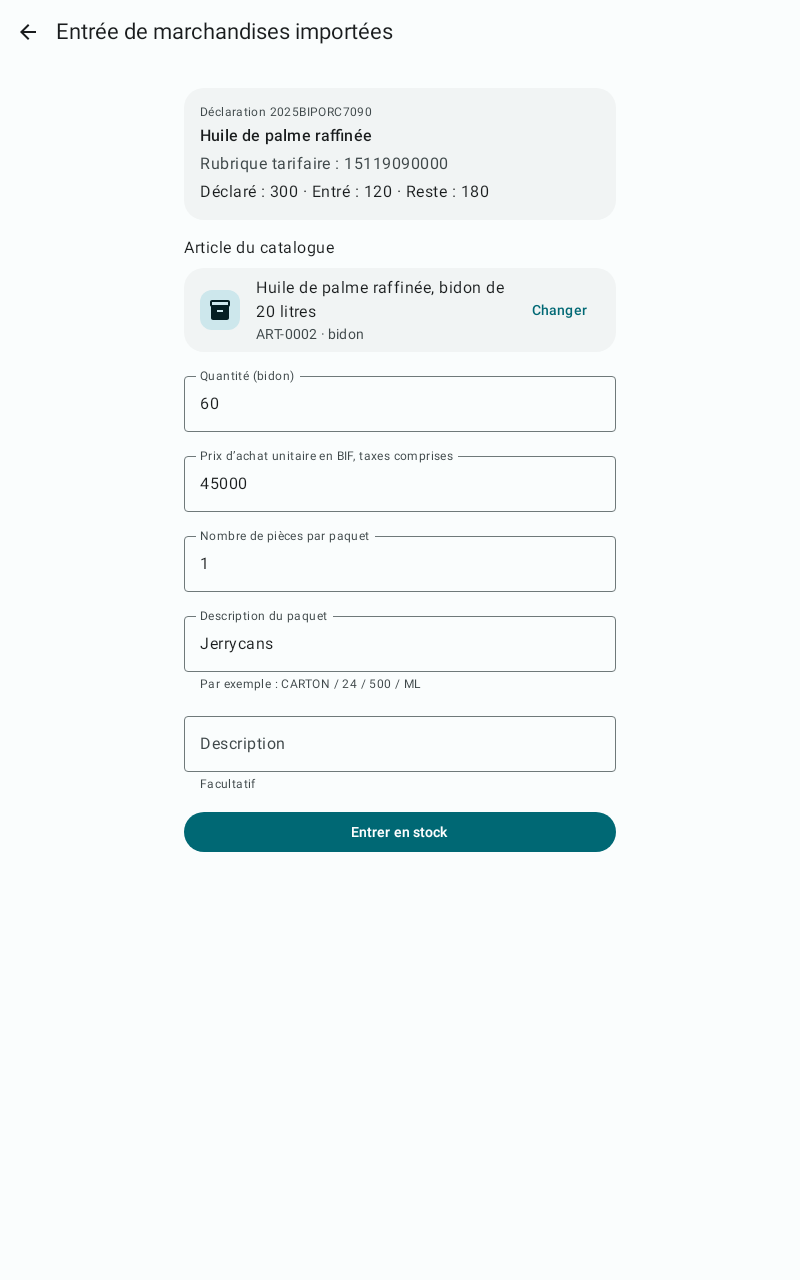 Entrée de marchandises importées
Déclaration 2025BIPORC7090
Huile de palme raffinée
Rubrique tarifaire : 15119090000
Déclaré : 300 · Entré : 120 · Reste : 180
Article du catalogue
Huile de palme raffinée, bidon de
20 litres
ART-0002 · bidon
Changer
Quantité (bidon)
60
Prix d’achat unitaire en BIF, taxes comprises
45000
Nombre de pièces par paquet
1
Description du paquet
Jerrycans
Par exemple : CARTON / 24 / 500 / ML
Description
Facultatif
Entrer en stock